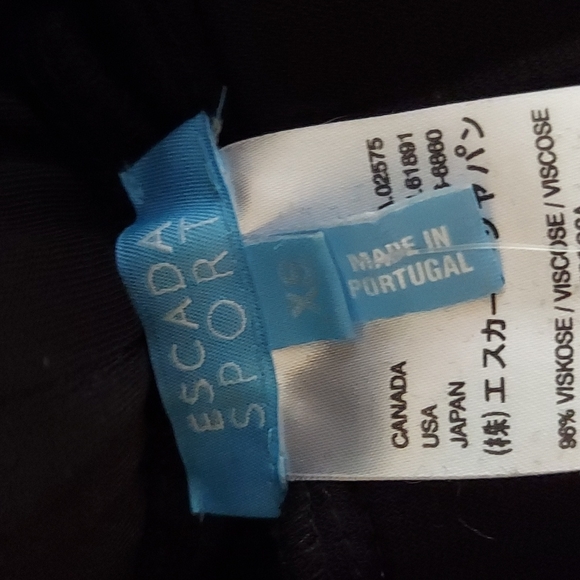 ESCADA
SPORT
XS
MADE IN
PORTUGAL
CANADA .02575
USA .61891
JAPAN -6860
(株)エスカー パン
96% VISKOSE / VISCOSE / VISCOSE